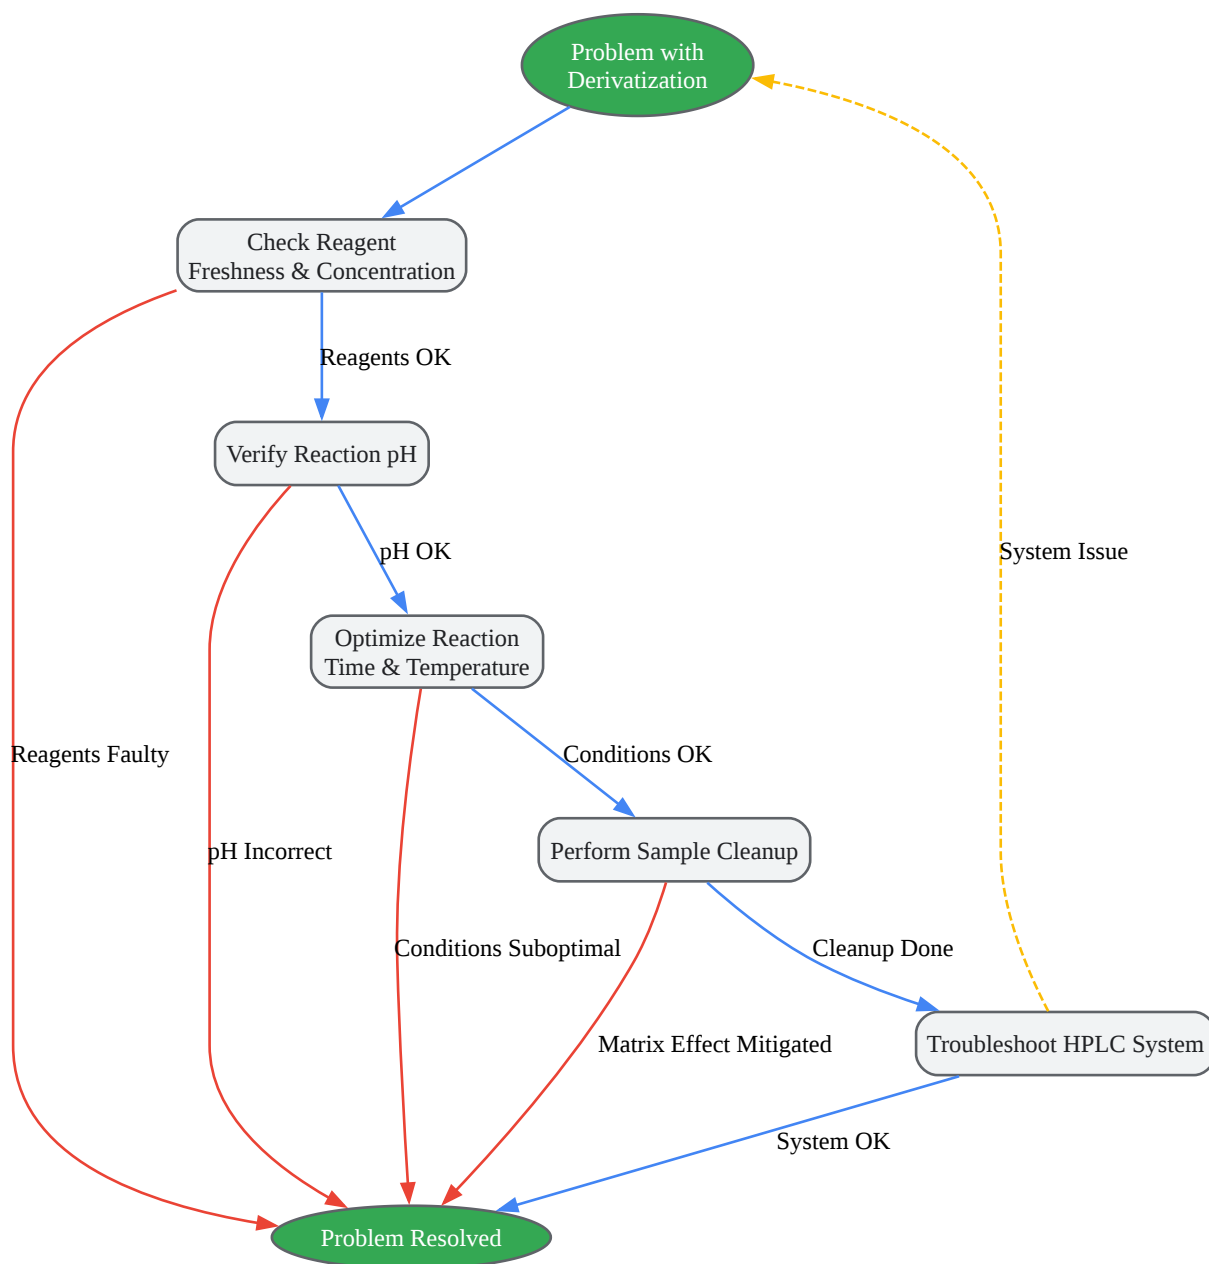 Problem with
Derivatization
Check Reagent
Freshness & Concentration
Reagents OK
Verify Reaction pH
pH OK
System Issue
Optimize Reaction
Time & Temperature
Reagents Faulty
Conditions OK
pH Incorrect
Perform Sample Cleanup
Conditions Suboptimal
Cleanup Done
Matrix Effect Mitigated
Troubleshoot HPLC System
System OK
Problem Resolved